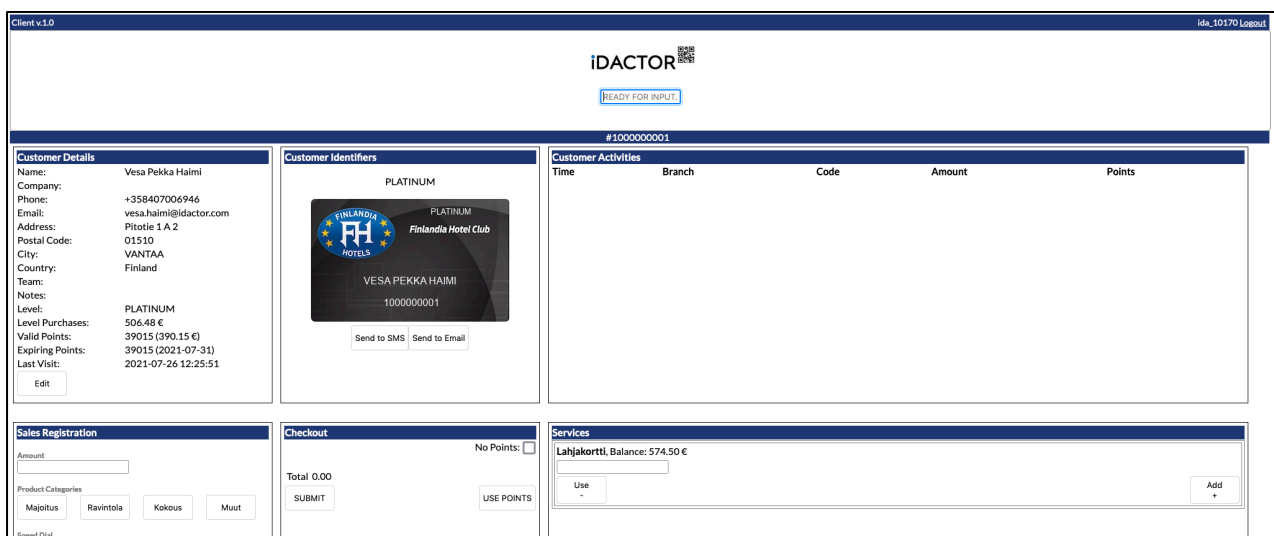 Client v.1.0
ida_10170 Logout
iDACTOR
READY FOR INPUT.
#1000000001
Customer Details
Name: Vesa Pekka Haimi
Company:
Phone: +358407006946
Email: vesa.haimi@idactor.com
Address: Pitotie 1 A 2
Postal Code: 01510
City: VANTAA
Country: Finland
Team:
Notes:
Level: PLATINUM
Level Purchases: 506.48 €
Valid Points: 39015 (390.15 €)
Expiring Points: 39015 (2021-07-31)
Last Visit: 2021-07-26 12:25:51
Edit
Customer Identifiers
PLATINUM
FINLANDIA
FH
HOTELS
PLATINUM
Finlandia Hotel Club
VESA PEKKA HAIMI
1000000001
Send to SMS Send to Email
Customer Activities
Time Branch Code Amount Points
Sales Registration
Amount
Product Categories
Majoitus Ravintola Kokous Muut
Speed Dial
Checkout
No Points:
Total 0.00
SUBMIT USE POINTS
Services
Lahjakortti, Balance: 574.50 €
Use
-
Add
+